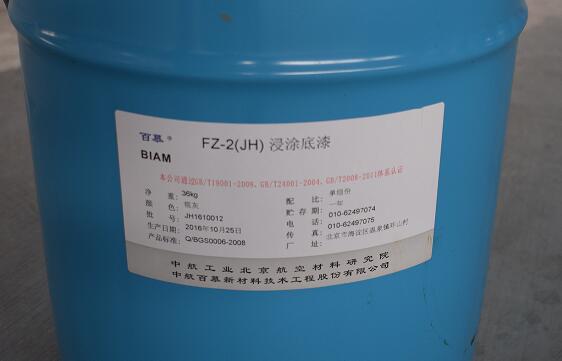 百慕® FZ-2(JH) 浸涂底漆
BIAM
本公司通过GB/T19001-2008、GB/T24001-2004、GB/T28001-2011体系认证
净 重: 36kg 配 比: 单组份
颜 色: 银灰 贮存期: 一年
批 号: JH1610012 电 话: 010-62497074
生产日期: 2016年10月25日 传 真: 010-62497075
产品标准: Q/BGS0006-2008 厂 址: 北京市海淀区温泉镇环山村
中航工业北京航空材料研究院
中航百慕新材料技术工程股份有限公司